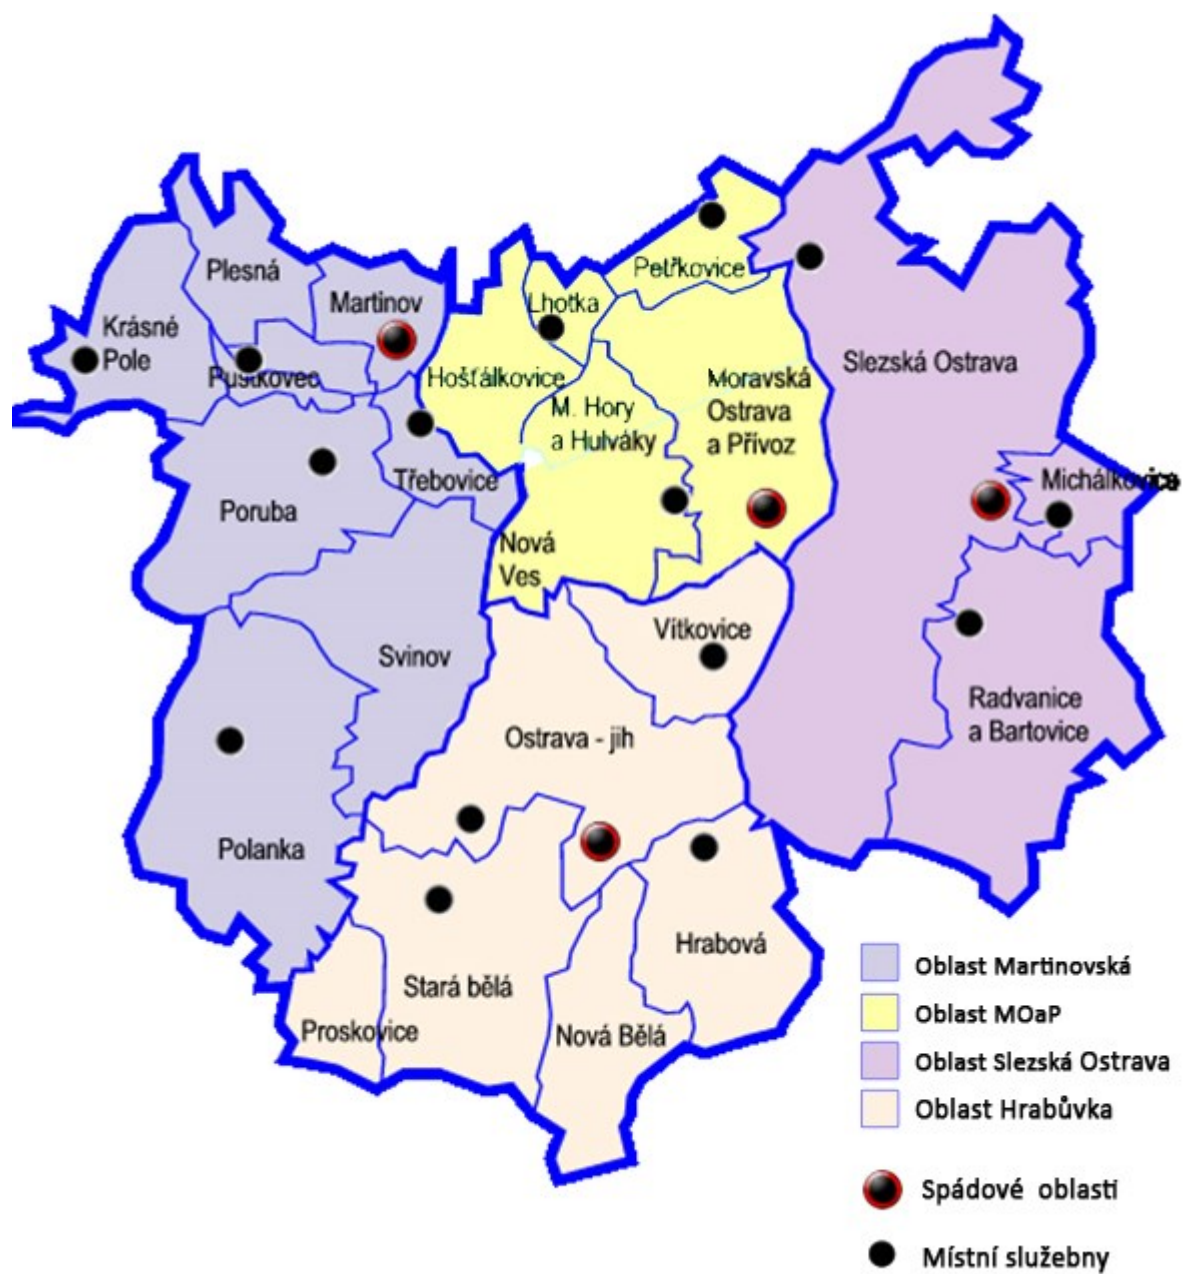 Plesná
Martinov
Krásné
Pole
Pustkovec
Petřkovice
Lhotka
Hošťálkovice
M. Hory
a Hulváky
Moravská
Ostrava
a Přívoz
Slezská Ostrava
Michálkovice
Třebovice
Poruba
Nová
Ves
Svinov
Vítkovice
Radvanice
a Bartovice
Ostrava - jih
Polanka
Hrabová
Stará bělá
Proskovice
Nová Bělá
Oblast Martinovská
Oblast MOaP
Oblast Slezská Ostrava
Oblast Hrabůvka
Spádové oblasti
Místní služebny